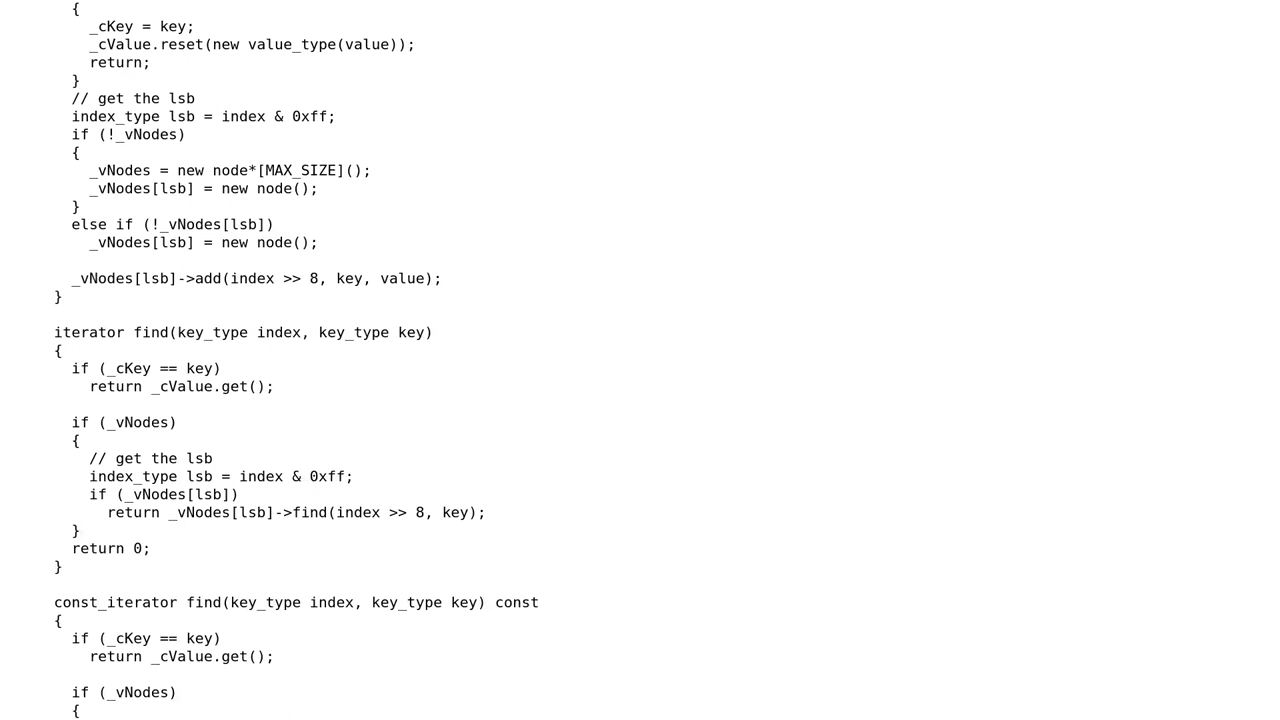 {
_cKey = key;
_cValue.reset(new value_type(value));
return;
}
// get the lsb
index_type lsb = index & 0xff;
if (!_vNodes)
{
_vNodes = new node*[MAX_SIZE]();
_vNodes[lsb] = new node();
}
else if (!_vNodes[lsb])
_vNodes[lsb] = new node();
_vNodes[lsb]->add(index >> 8, key, value);
}
iterator find(key_type index, key_type key)
{
if (_cKey == key)
return _cValue.get();
if (_vNodes)
{
// get the lsb
index_type lsb = index & 0xff;
if (_vNodes[lsb])
return _vNodes[lsb]->find(index >> 8, key);
}
return 0;
}
const_iterator find(key_type index, key_type key) const
{
if (_cKey == key)
return _cValue.get();
if (_vNodes)
{